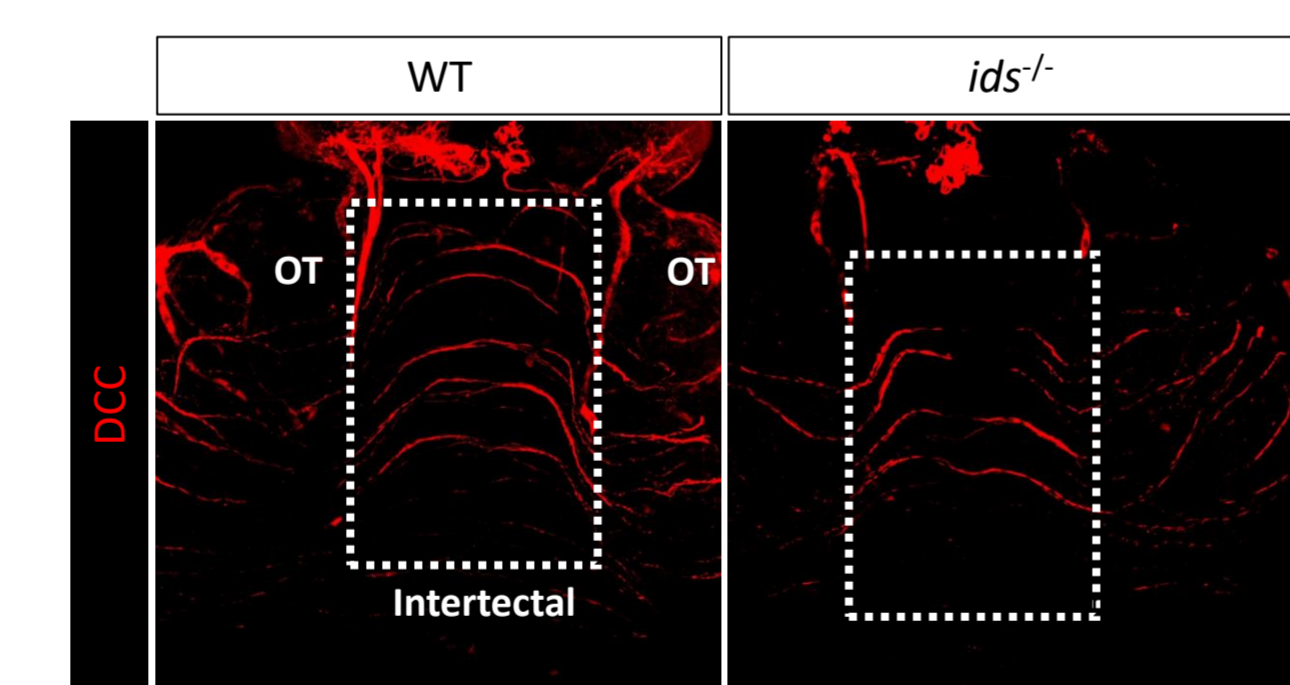 WT
ids-/-
DCC
OT
OT
Intertectal